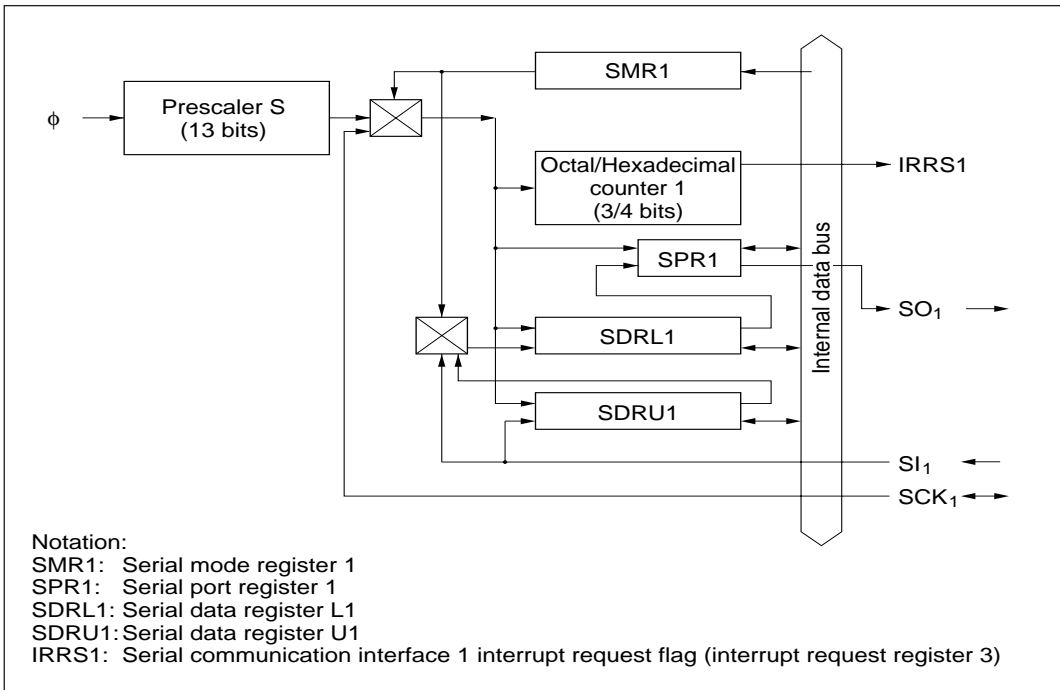 SMR1
Prescaler S
(13 bits)
ϕ
Octal/Hexadecimal
counter 1
(3/4 bits)
IRRS1
SPR1
SO1
SDRL1
Internal data bus
SDRU1
SI1
SCK1
Notation:
SMR1: Serial mode register 1
SPR1: Serial port register 1
SDRL1: Serial data register L1
SDRU1: Serial data register U1
IRRS1: Serial communication interface 1 interrupt request flag (interrupt request register 3)